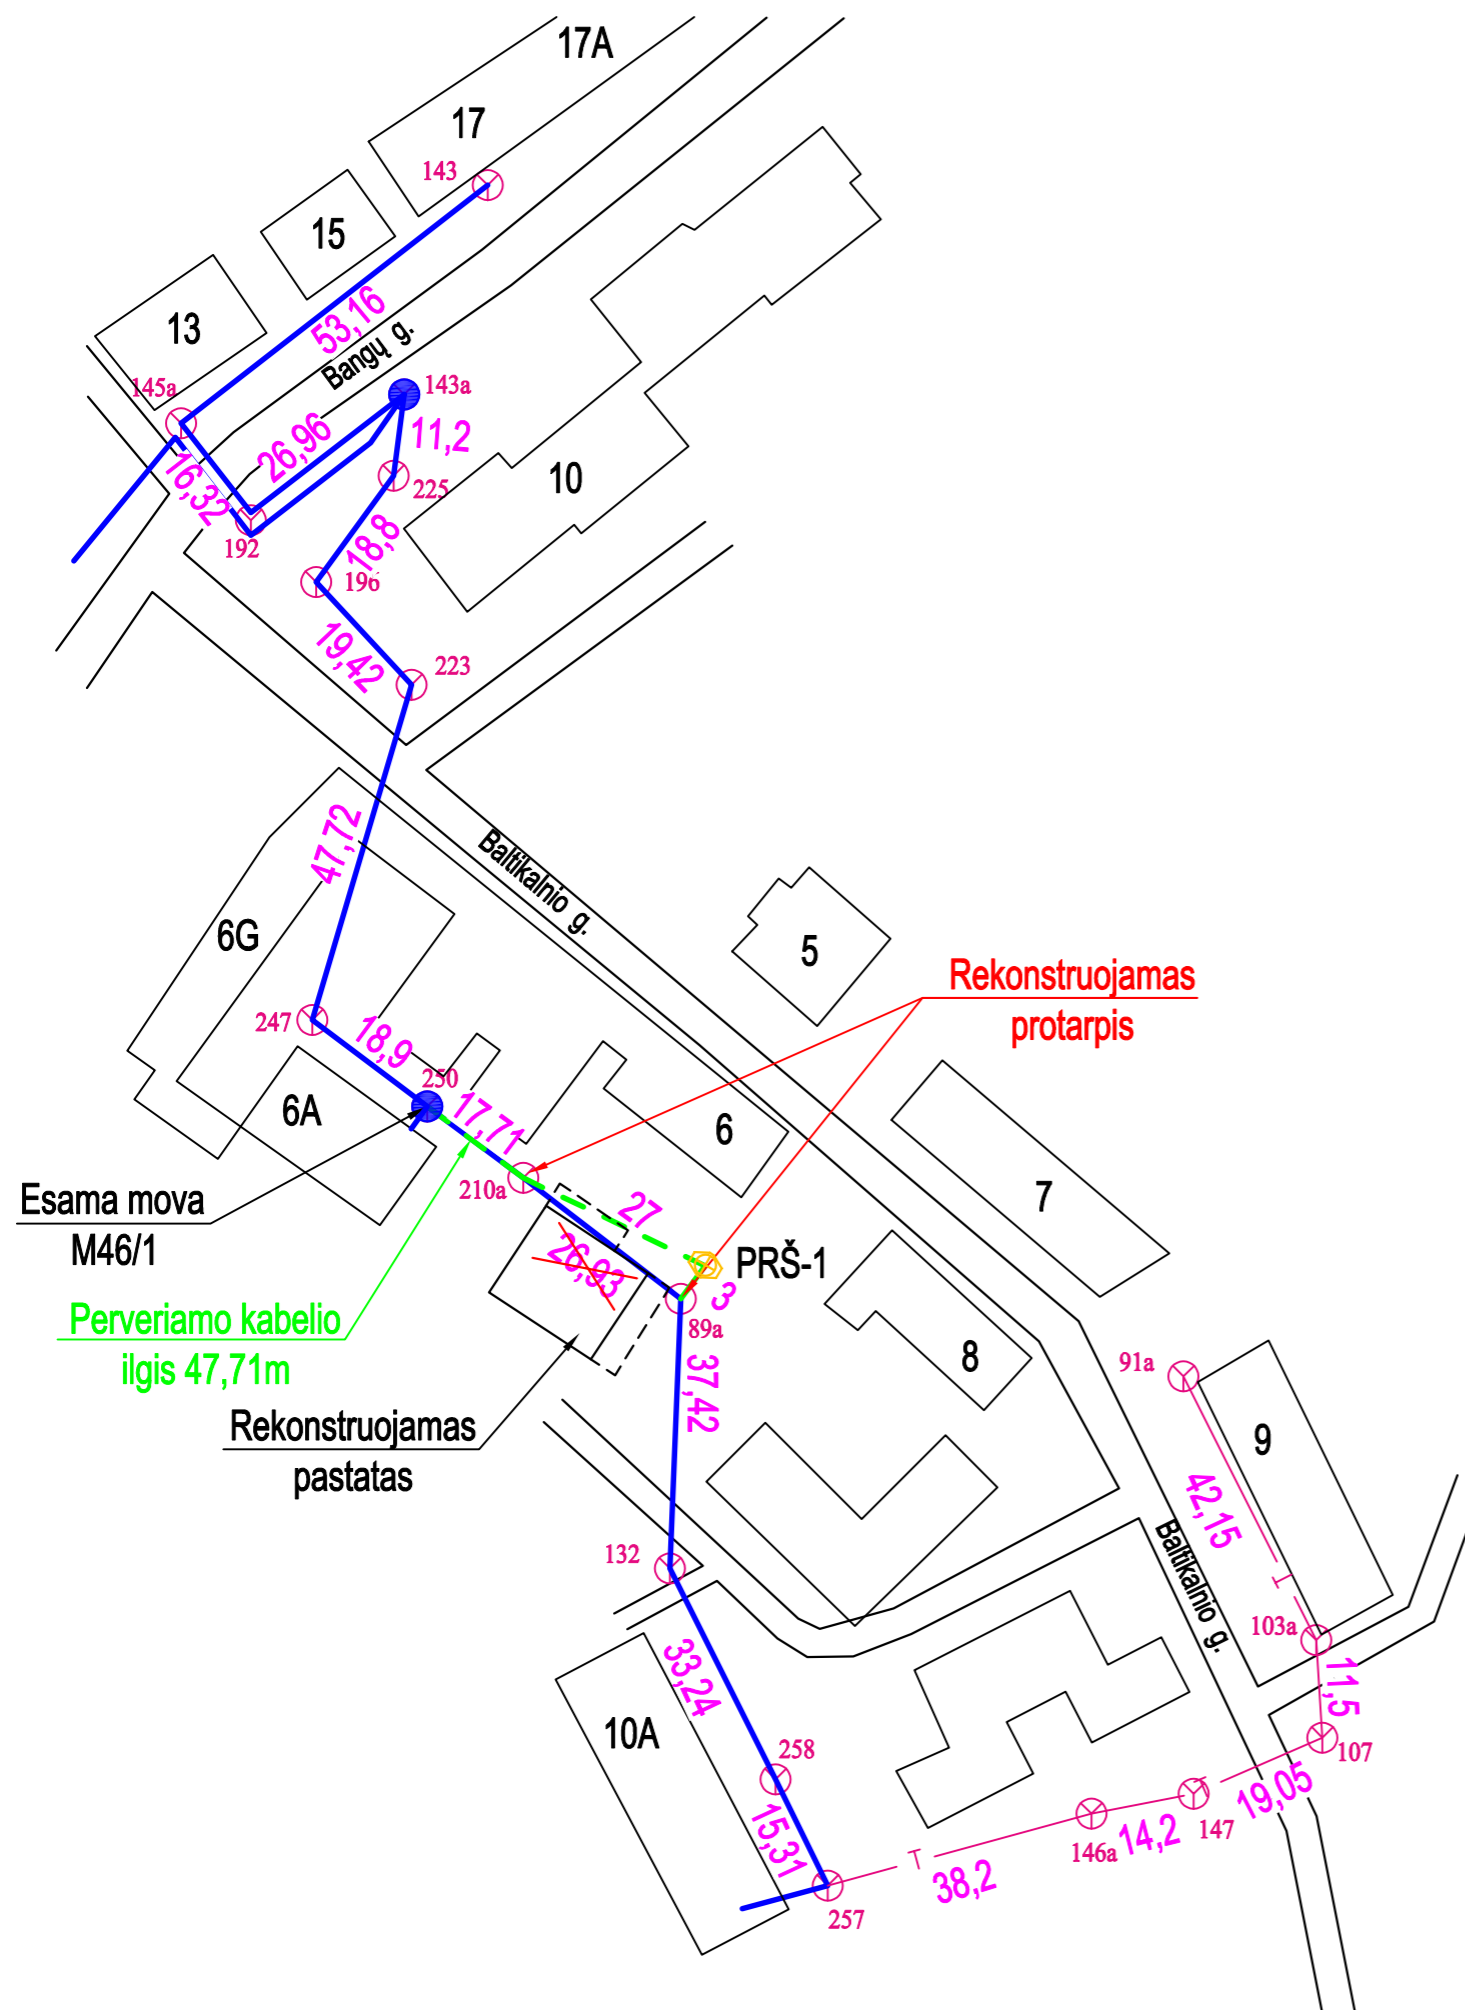 17A
17
143
15
13
53,16
Bangų g.
145a
143a
26,96
11,2
16,32
225
10
192
18,8
196
19,42
223
47,72
Baltikalnio g.
6G
5
Rekonstruojamas
protarpis
247
18,9
250
6A
17,71
6
210a
7
Esama mova
M46/1
27
26,93
PRŠ-1
3
89a
Perveriamo kabelio
ilgis 47,71m
37,42
8
91a
Rekonstruojamas
pastatas
9
42,15
132
Baltikalnio g.
T
103a
33,24
11,5
10A
258
107
T
19,05
15,31
146a
14,2
147
T
38,2
257